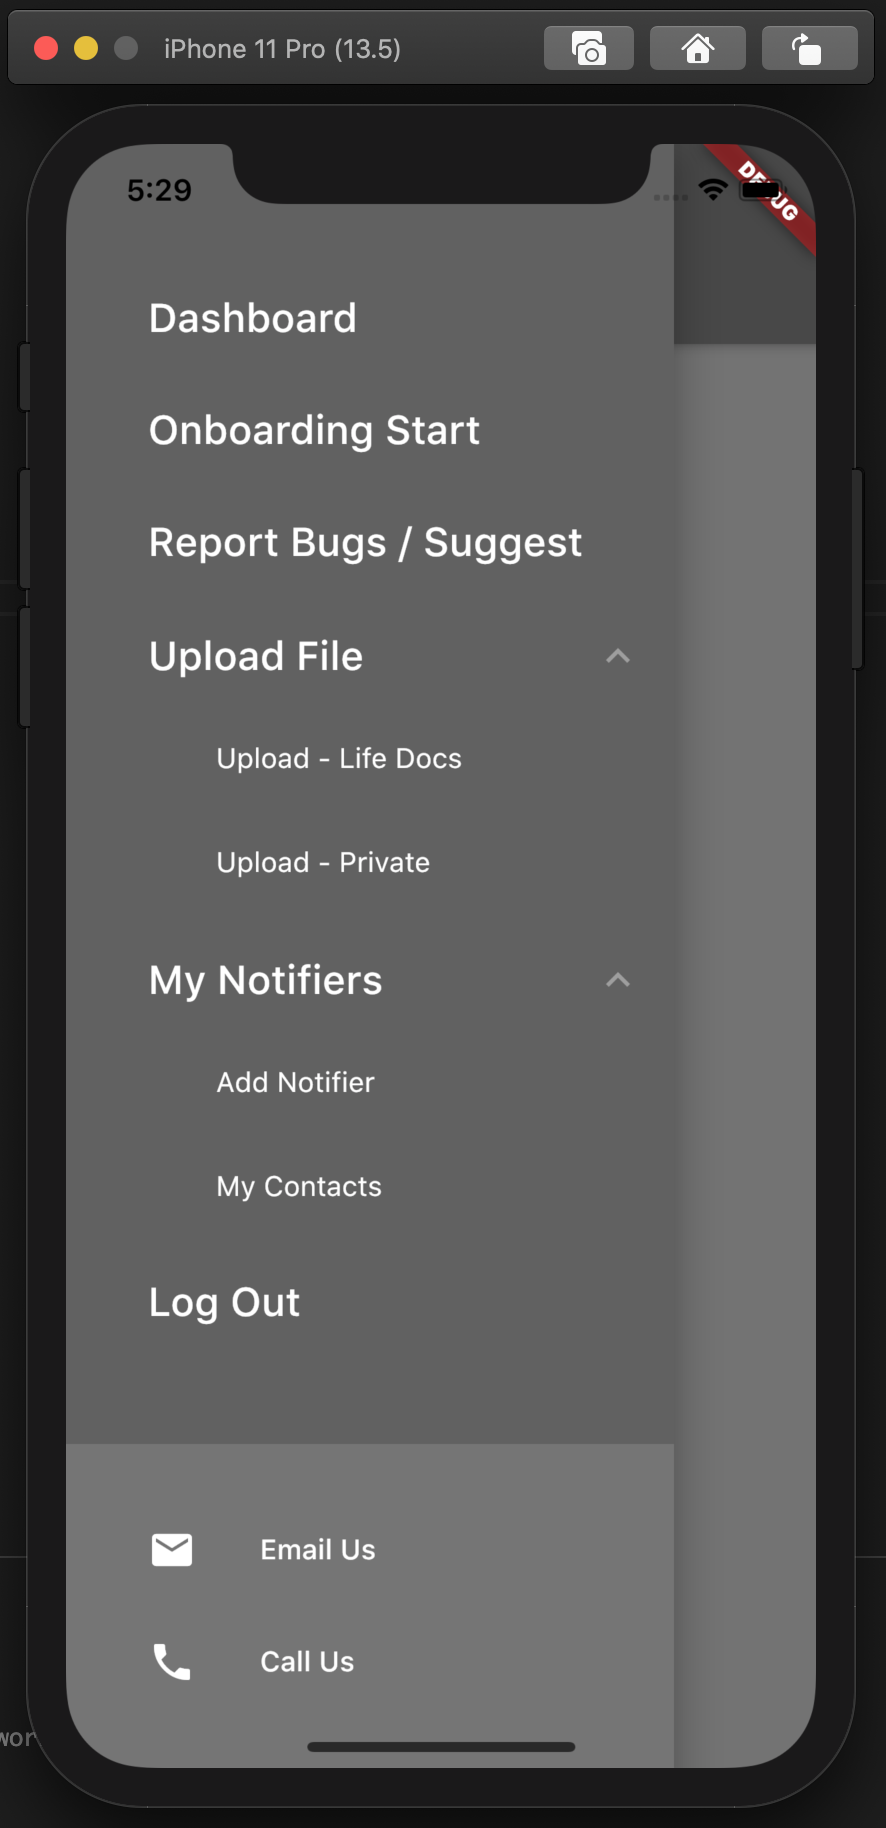 iPhone 11 Pro (13.5)
5:29
DEBUG
Dashboard
Onboarding Start
Report Bugs / Suggest
Upload File
Upload - Life Docs
Upload - Private
My Notifiers
Add Notifier
My Contacts
Log Out
Email Us
Call Us